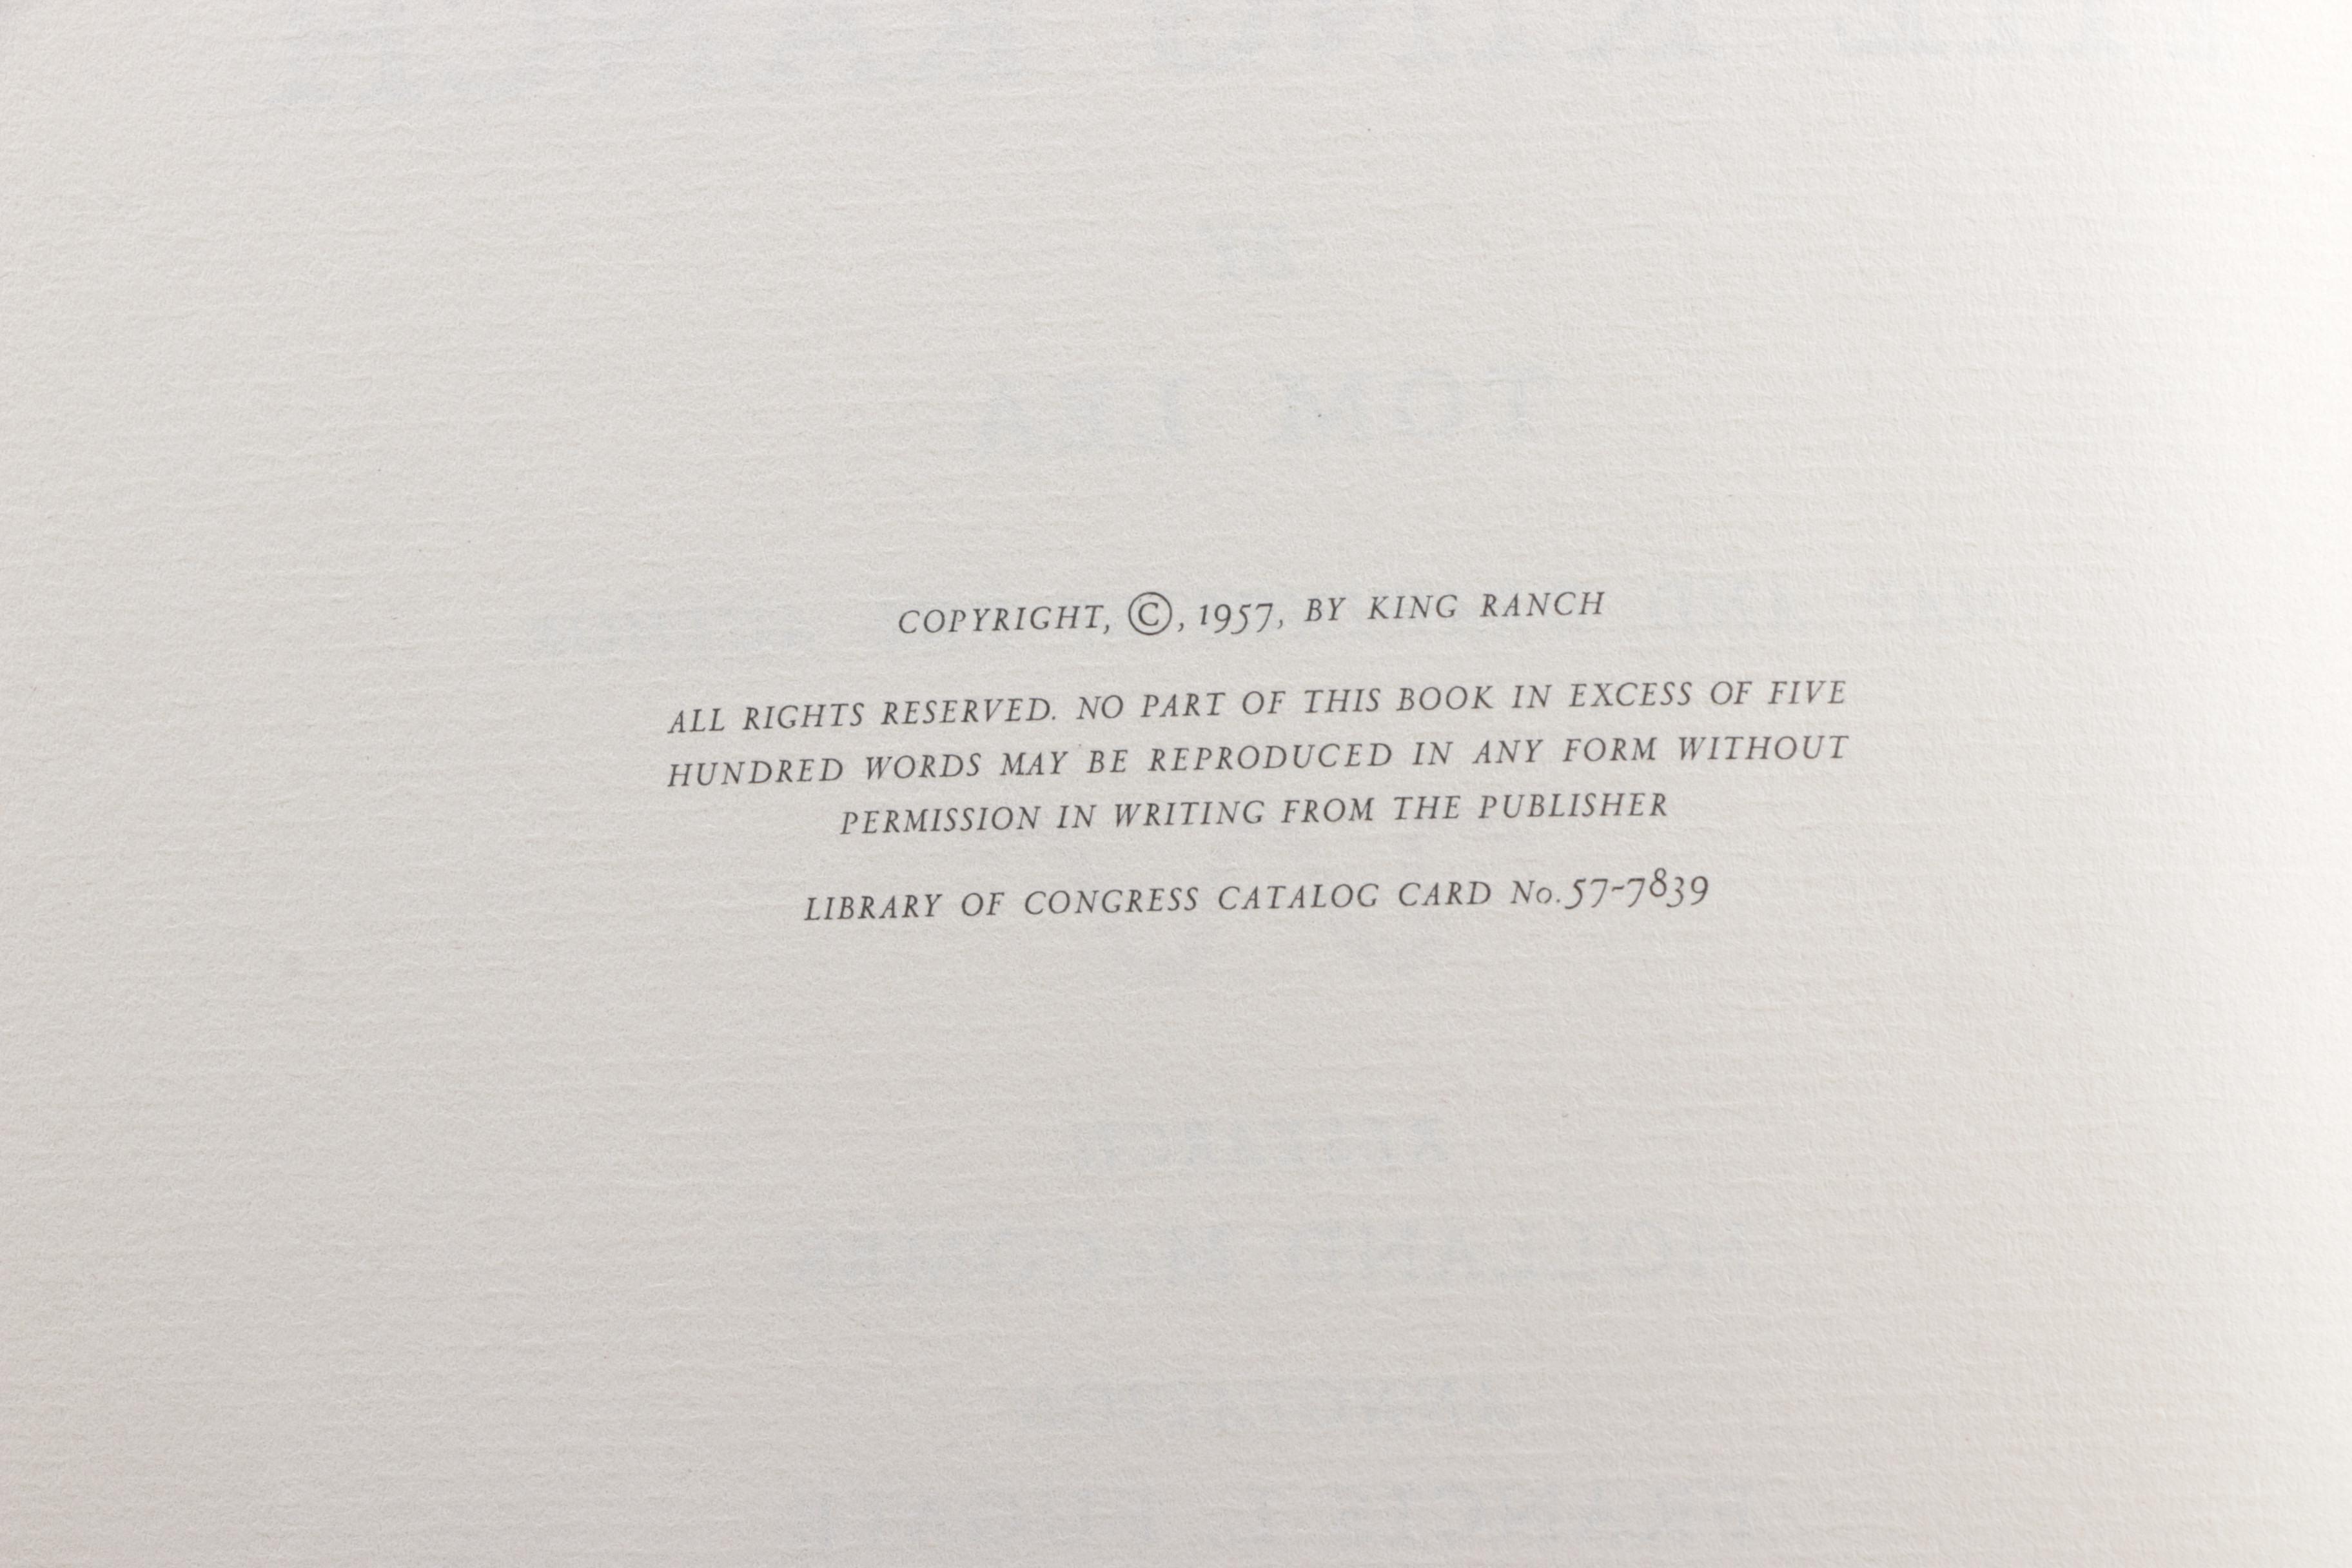 COPYRIGHT, ©, 1957, BY KING RANCH
ALL RIGHTS RESERVED. NO PART OF THIS BOOK IN EXCESS OF FIVE
HUNDRED WORDS MAY BE REPRODUCED IN ANY FORM WITHOUT
PERMISSION IN WRITING FROM THE PUBLISHER
LIBRARY OF CONGRESS CATALOG CARD No. 57-7839